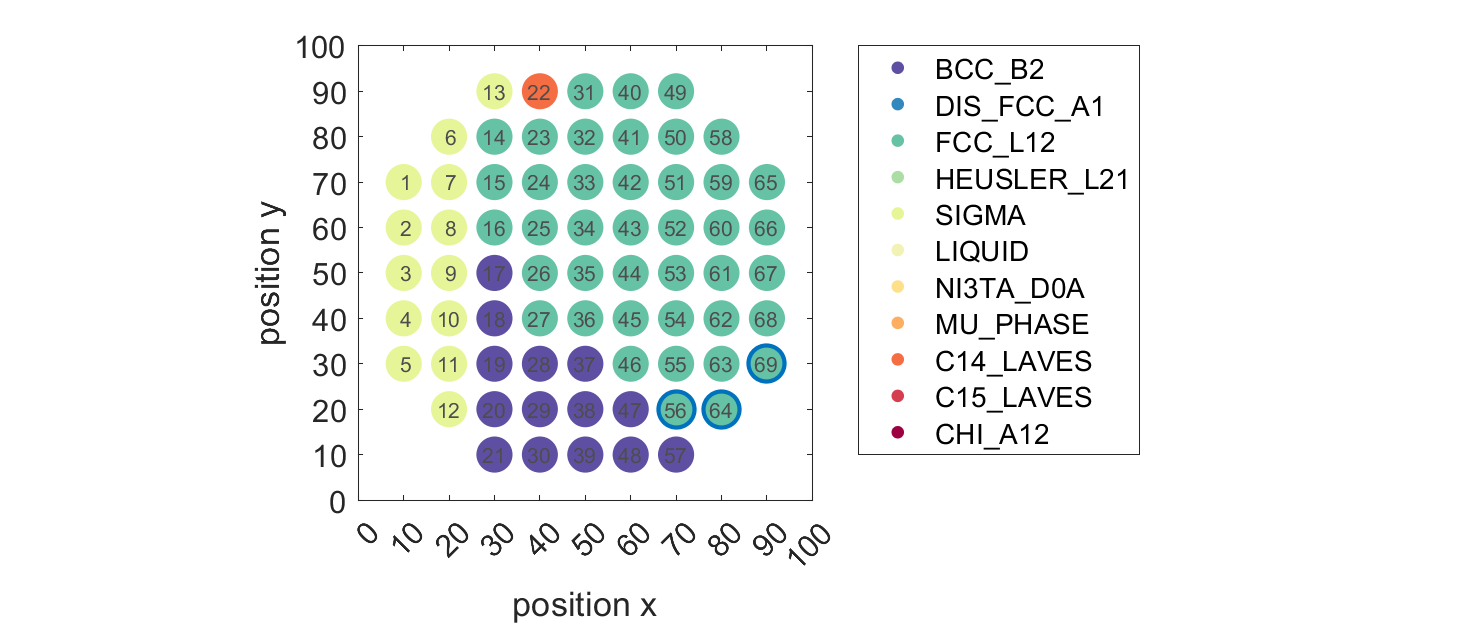 100
90
80
70
60
50
40
30
20
10
0
position y
13 22 31 40 49
6 14 23 32 41 50 58
1 7 15 24 33 42 51 59 65
2 8 16 25 34 43 52 60 66
3 9 17 26 35 44 53 61 67
4 10 18 27 36 45 54 62 68
5 11 19 28 37 46 55 63 69
12 20 29 38 47 56 64
21 30 39 48 57
0 10 20 30 40 50 60 70 80 90 100
position x
BCC_B2
DIS_FCC_A1
FCC_L12
HEUSLER_L21
SIGMA
LIQUID
NI3TA_D0A
MU_PHASE
C14_LAVES
C15_LAVES
CHI_A12